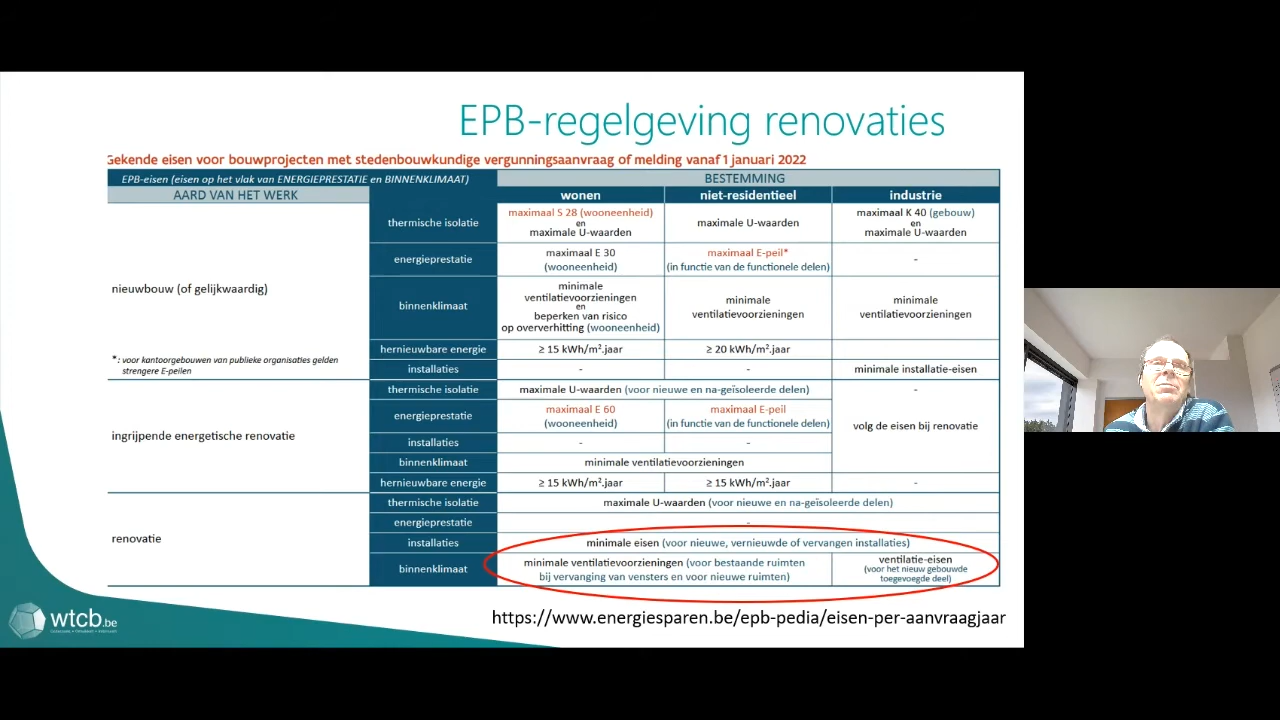 EPB-regelgeving renovaties
Gekende eisen voor bouwprojecten met stedenbouwkundige vergunningsaanvraag of melding vanaf 1 januari 2022
EPB-eisen (eisen op het vlak van ENERGIEPRESTATIE en BINNENKLIMAAT)
BESTEMMING
AARD VAN HET WERK
wonen
niet-residentieel
industrie
nieuwbouw (of gelijkwaardig)
*: voor kantoorgebouwen van publieke organisaties gelden
strengere E-peilen
thermische isolatie
maximaal S 28 (wooneenheid)
en
maximale U-waarden
maximale U-waarden
maximaal K 40 (gebouw)
en
maximale U-waarden
energieprestatie
maximaal E 30
(wooneenheid)
maximaal E-peil*
(in functie van de functionele delen)
-
binnenklimaat
minimale
ventilatievoorzieningen
en
beperken van risico
op oververhitting (wooneenheid)
minimale
ventilatievoorzieningen
minimale
ventilatievoorzieningen
hernieuwbare energie
≥ 15 kWh/m².jaar
≥ 20 kWh/m².jaar
installaties
-
-
minimale installatie-eisen
ingrijpende energetische renovatie
thermische isolatie
maximale U-waarden (voor nieuwe en na-geïsoleerde delen)
-
energieprestatie
maximaal E 60
(wooneenheid)
maximaal E-peil
(in functie van de functionele delen)
volg de eisen bij renovatie
installaties
-
-
binnenklimaat
minimale ventilatievoorzieningen
hernieuwbare energie
≥ 15 kWh/m².jaar
≥ 15 kWh/m².jaar
-
renovatie
thermische isolatie
maximale U-waarden (voor nieuwe en na-geïsoleerde delen)
energieprestatie
-
installaties
minimale eisen (voor nieuwe, vernieuwde of vervangen installaties)
binnenklimaat
minimale ventilatievoorzieningen (voor bestaande ruimten
bij vervanging van vensters en voor nieuwe ruimten)
ventilatie-eisen
(voor het nieuw gebouwde
toegevoegde deel)
wtcb.be
https://www.energiesparen.be/epb-pedia/eisen-per-aanvraagjaar